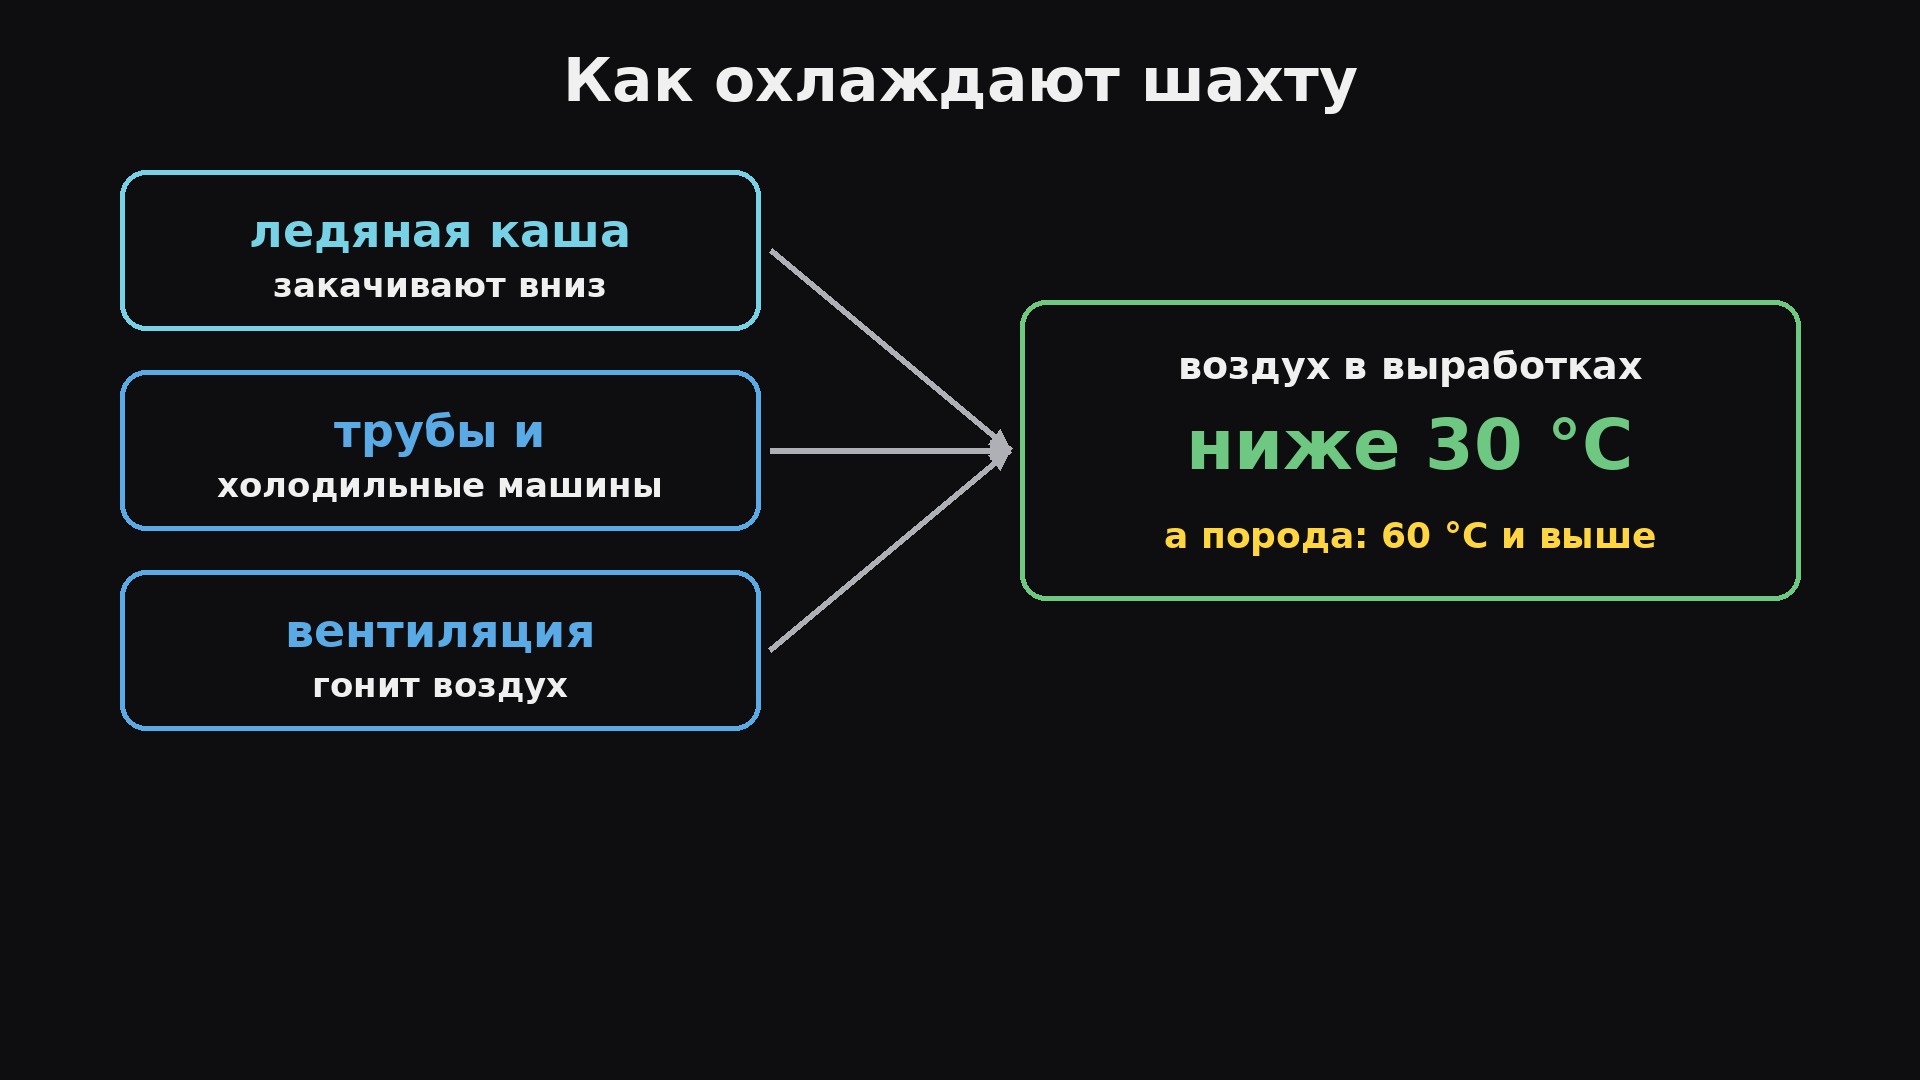 Как охлаждают шахту
ледяная каша
закачивают вниз
трубы и
холодильные машины
вентиляция
гонит воздух
воздух в выработках
ниже 30 °C
а порода: 60 °C и выше